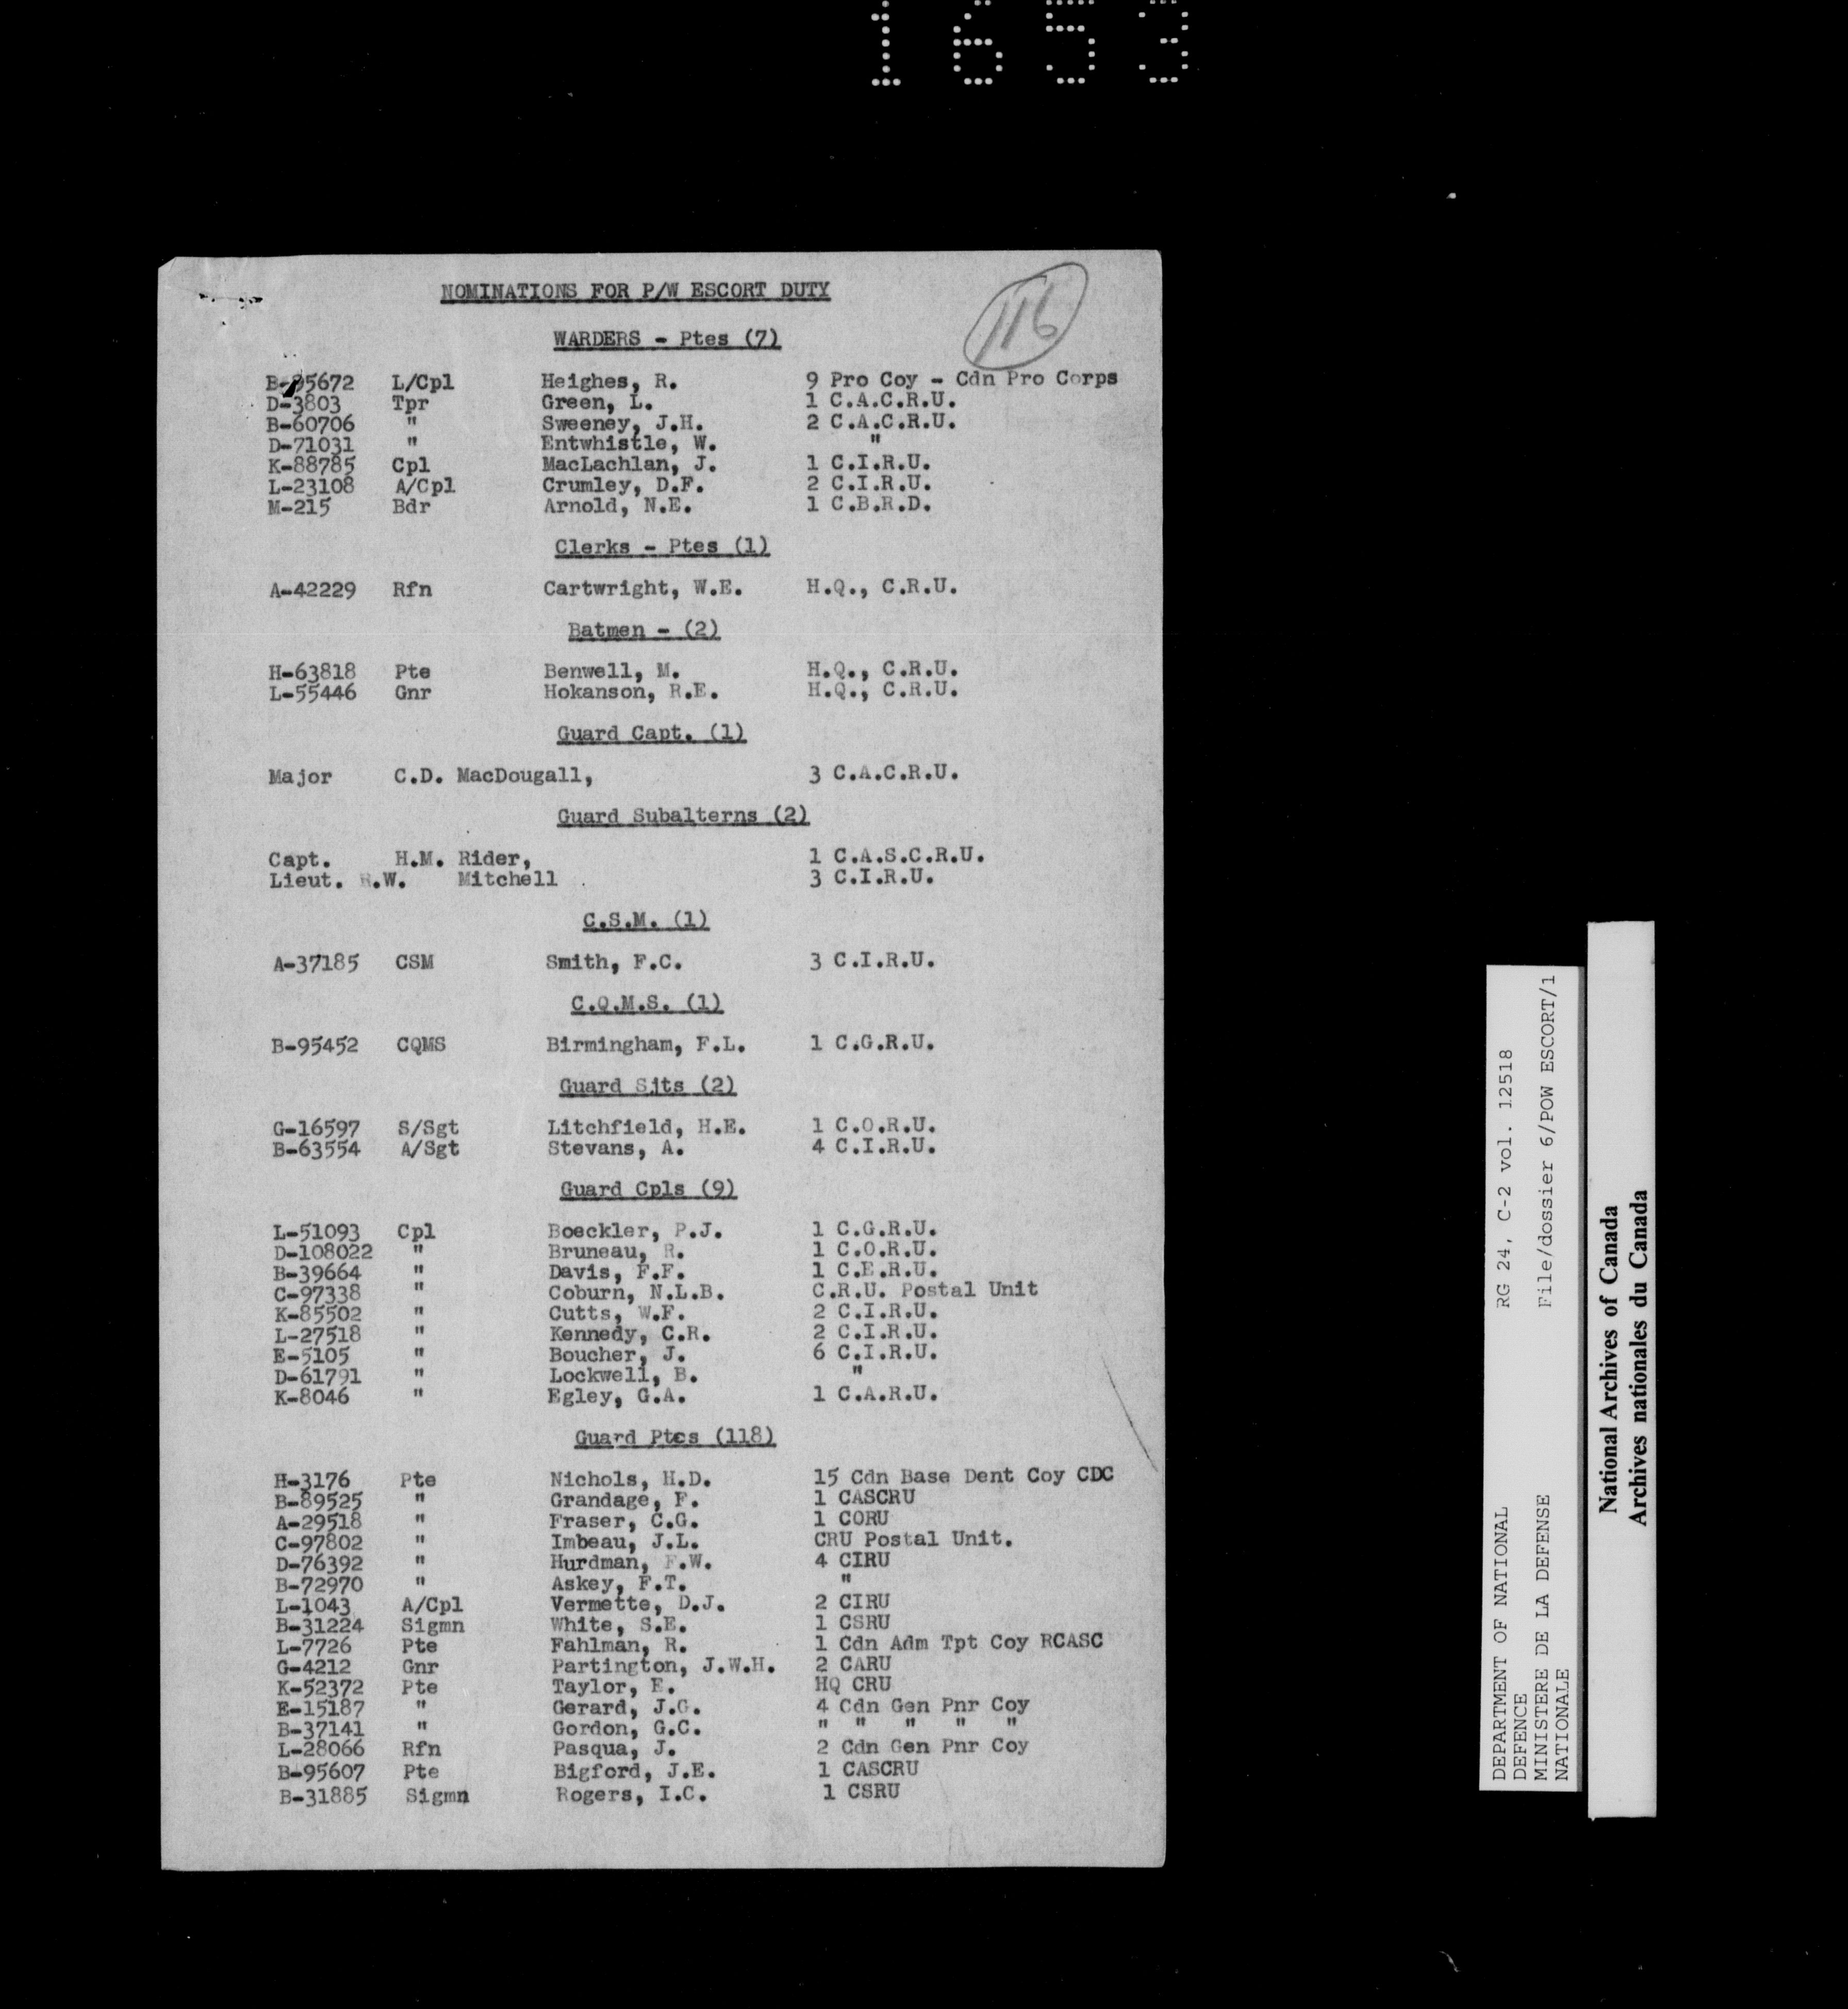 1653
NOMINATIONS FOR P/W ESCORT DUTY
116
WARDERS - Ptes (7)
B-95672 L/Cpl Heighes, R. 9 Pro Coy - Cdn Pro Corps
D-3803 Tpr Green, L. 1 C.A.C.R.U.
B-60706 " Sweeney, J.H. 2 C.A.C.R.U.
D-71031 " Entwhistle, W. "
K-88785 Cpl MacLachlan, J. 1 C.I.R.U.
L-23108 A/Cpl Crumley, D.F. 2 C.I.R.U.
M-215 Bdr Arnold, N.E. 1 C.B.R.D.
Clerks - Ptes (1)
A-42229 Rfn Cartwright, W.E. H.Q., C.R.U.
Batmen - (2)
H-63818 Pte Benwell, M. H.Q., C.R.U.
L-55446 Gnr Hokanson, R.E. H.Q., C.R.U.
Guard Capt. (1)
Major C.D. MacDougall, 3 C.A.C.R.U.
Guard Subalterns (2)
Capt. H.M. Rider, 1 C.A.S.C.R.U.
Lieut. R.W. Mitchell 3 C.I.R.U.
C.S.M. (1)
A-37185 CSM Smith, F.C. 3 C.I.R.U.
C.Q.M.S. (1)
B-95452 CQMS Birmingham, F.L. 1 C.G.R.U.
Guard Sjts (2)
G-16597 S/Sgt Litchfield, H.E. 1 C.O.R.U.
B-63554 A/Sgt Stevans, A. 4 C.I.R.U.
Guard Cpls (9)
L-51093 Cpl Boeckler, P.J. 1 C.G.R.U.
D-108022 " Bruneau, R. 1 C.O.R.U.
B-39664 " Davis, F.F. 1 C.E.R.U.
C-97338 " Coburn, N.L.B. C.R.U. Postal Unit
K-85502 " Cutts, W.F. 2 C.I.R.U.
L-27518 " Kennedy, C.R. 2 C.I.R.U.
E-5105 " Boucher, J. 6 C.I.R.U.
D-61791 " Lockwell, B. "
K-8046 " Egley, G.A. 1 C.A.R.U.
Guard Ptes (118)
H-3176 Pte Nichols, H.D. 15 Cdn Base Dent Coy CDC
B-89525 " Grandage, F. 1 CASCRU
A-29518 " Fraser, C.G. 1 CORU
C-97802 " Imbeau, J.L. CRU Postal Unit.
D-76392 " Hurdman, F.W. 4 CIRU
B-72970 " Askey, F.T. "
L-1043 A/Cpl Vermette, D.J. 2 CIRU
B-31224 Sigmn White, S.E. 1 CSRU
L-7726 Pte Fahlman, R. 1 Cdn Adm Tpt Coy RCASC
G-4212 Gnr Partington, J.W.H. 2 CARU
K-52372 Pte Taylor, E. HQ CRU
E-15187 " Gerard, J.G. 4 Cdn Gen Pnr Coy
B-37141 " Gordon, G.C. " " " " "
L-28066 Rfn Pasqua, J. 2 Cdn Gen Pnr Coy
B-95607 Pte Bigford, J.E. 1 CASCRU
B-31885 Sigmn Rogers, I.C. 1 CSRU
DEPARTMENT OF NATIONAL RG 24, C-2 vol. 12518
DEFENCE
MINISTERE DE LA DEFENSE File/dossier 6/POW ESCORT/1
NATIONALE
National Archives of Canada
Archives nationales du Canada